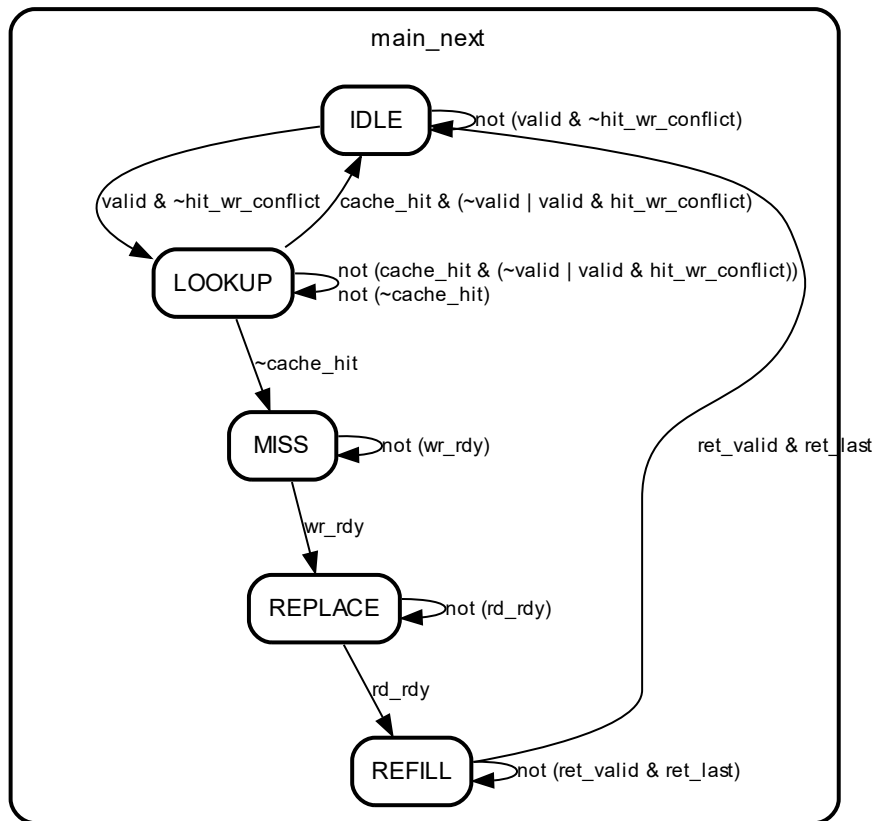 main_next
IDLE
not (valid & ~hit_wr_conflict)
valid & ~hit_wr_conflict
cache_hit & (~valid | valid & hit_wr_conflict)
LOOKUP
not (cache_hit & (~valid | valid & hit_wr_conflict))
not (~cache_hit)
~cache_hit
MISS
not (wr_rdy)
ret_valid & ret_last
wr_rdy
REPLACE
not (rd_rdy)
rd_rdy
REFILL
not (ret_valid & ret_last)